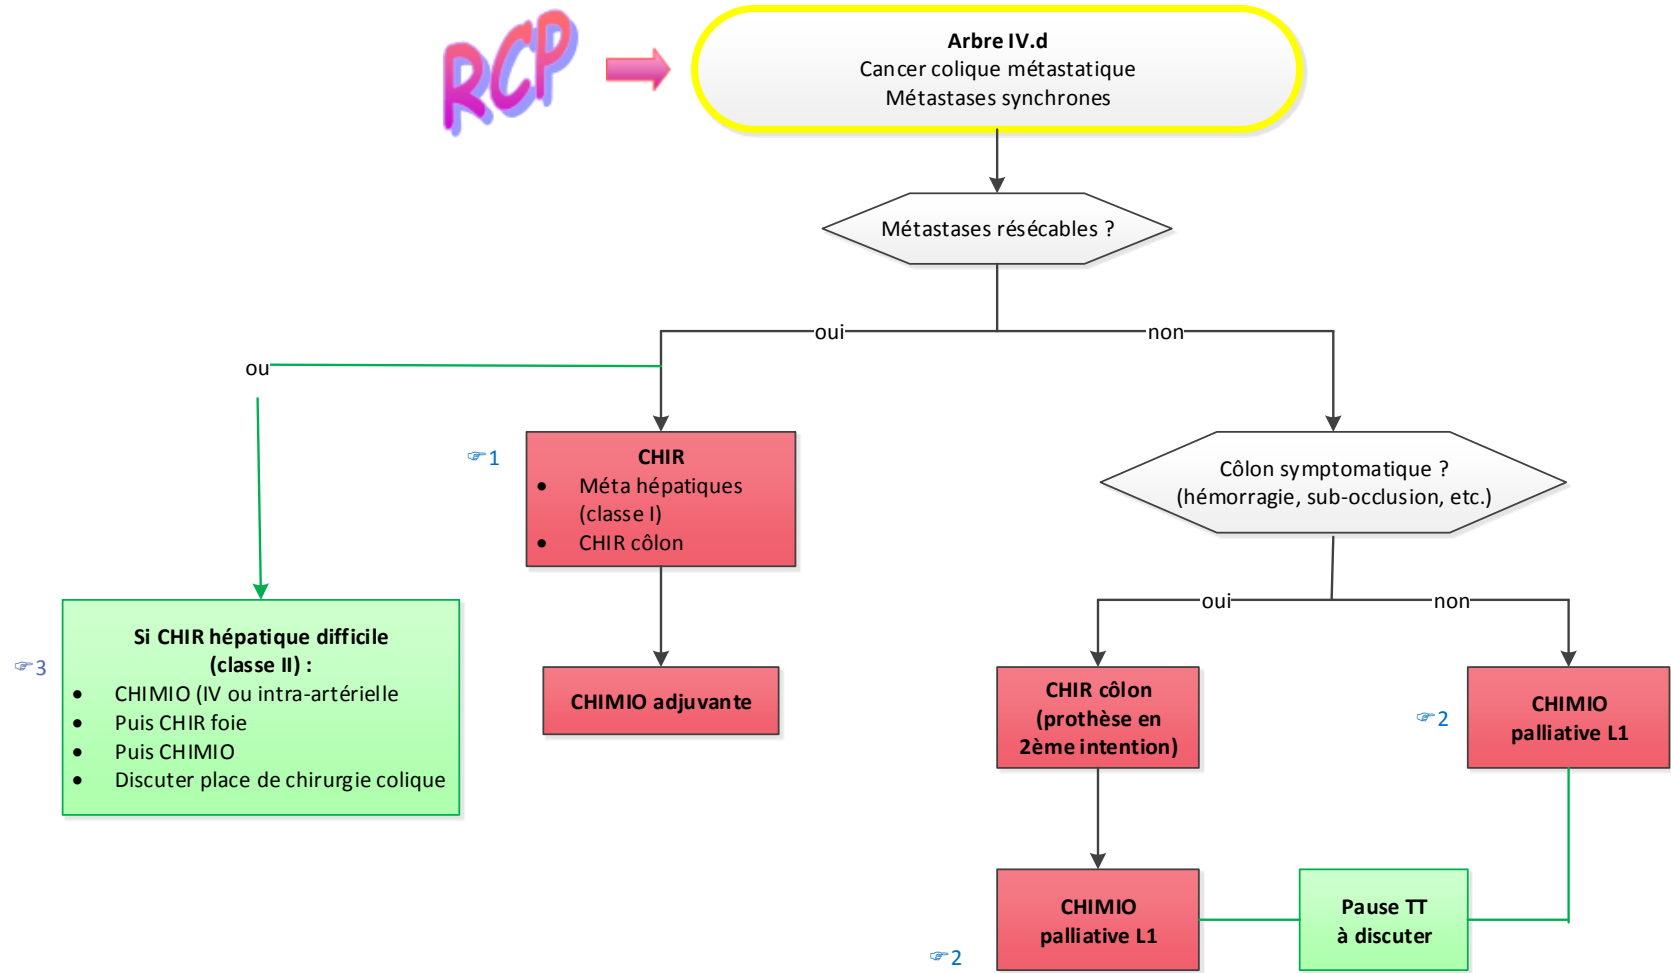 RCP
Arbre IV.d
Cancer colique métastatique
Métastases synchrones
Métastases résécables ?
oui
non
ou
☞1
CHIR
• Méta hépatiques
(classe I)
• CHIR côlon
Côlon symptomatique ?
(hémorragie, sub-occlusion, etc.)
☞3
Si CHIR hépatique difficile
(classe II) :
• CHIMIO (IV ou intra-artérielle
• Puis CHIR foie
• Puis CHIMIO
• Discuter place de chirurgie colique
CHIMIO adjuvante
oui
non
CHIR côlon
(prothèse en
2ème intention)
☞2
CHIMIO
palliative L1
CHIMIO
palliative L1
☞2
Pause TT
à discuter